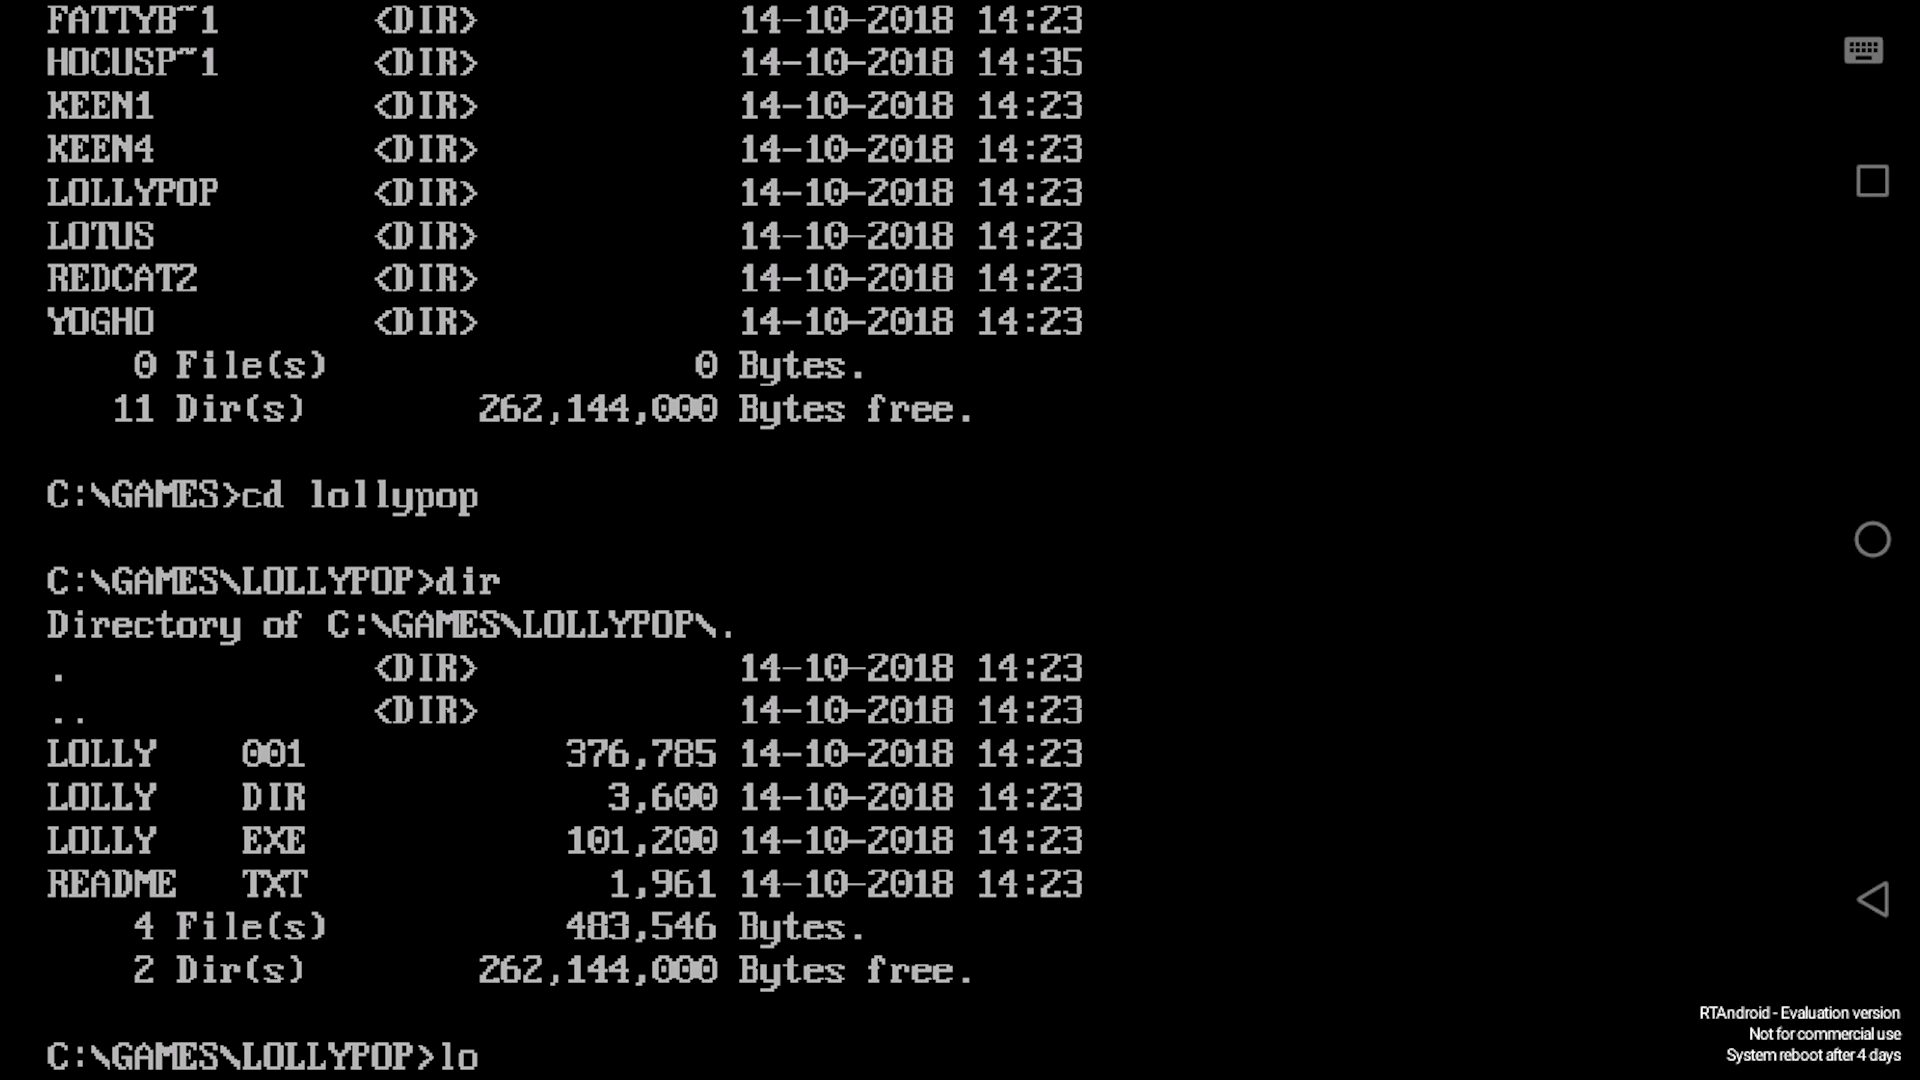 FATTYB~1 <DIR> 14-10-2018 14:23
HOCUSP~1 <DIR> 14-10-2018 14:35
KEEN1 <DIR> 14-10-2018 14:23
KEEN4 <DIR> 14-10-2018 14:23
LOLLYPOP <DIR> 14-10-2018 14:23
LOTUS <DIR> 14-10-2018 14:23
REDCAT2 <DIR> 14-10-2018 14:23
YOGHO <DIR> 14-10-2018 14:23
0 File(s) 0 Bytes.
11 Dir(s) 262,144,000 Bytes free.
C:\GAMES>cd lollypop
C:\GAMES\LOLLYPOP>dir
Directory of C:\GAMES\LOLLYPOP\.
. <DIR> 14-10-2018 14:23
.. <DIR> 14-10-2018 14:23
LOLLY 001 376,785 14-10-2018 14:23
LOLLY DIR 3,600 14-10-2018 14:23
LOLLY EXE 101,200 14-10-2018 14:23
README TXT 1,961 14-10-2018 14:23
4 File(s) 483,546 Bytes.
2 Dir(s) 262,144,000 Bytes free.
C:\GAMES\LOLLYPOP>lo
RTAndroid - Evaluation version
Not for commercial use
System reboot after 4 days